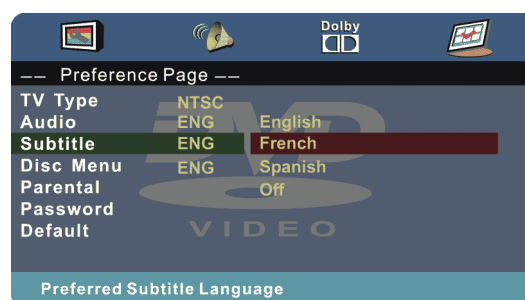 Dolby
-- Preference Page --
TV Type NTSC
Audio ENG English
Subtitle ENG French
Disc Menu ENG Spanish
Parental Off
Password
Default
DVD
VIDEO
Preferred Subtitle Language